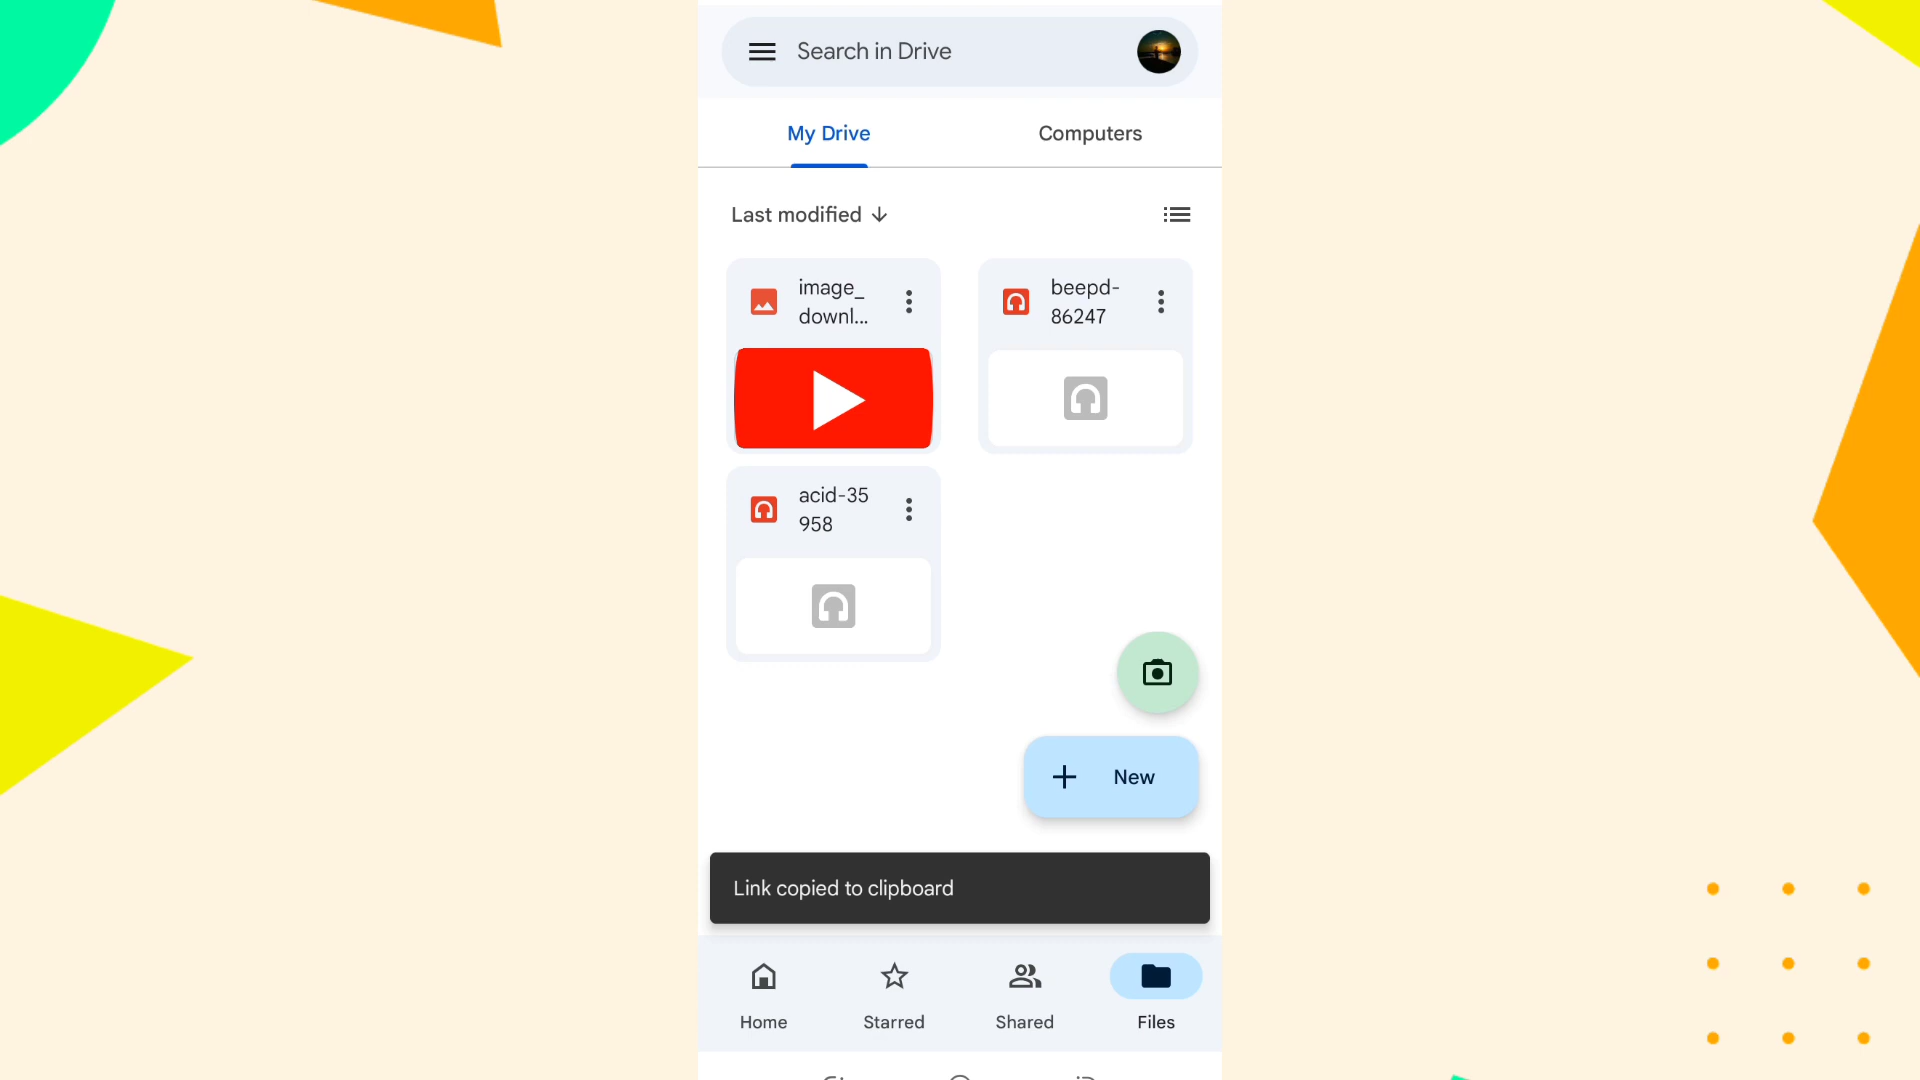 Search in Drive
My Drive
Computers
Last modified
image_
downl...
beepd-
86247
acid-35
958
New
Link copied to clipboard
Home
Starred
Shared
Files